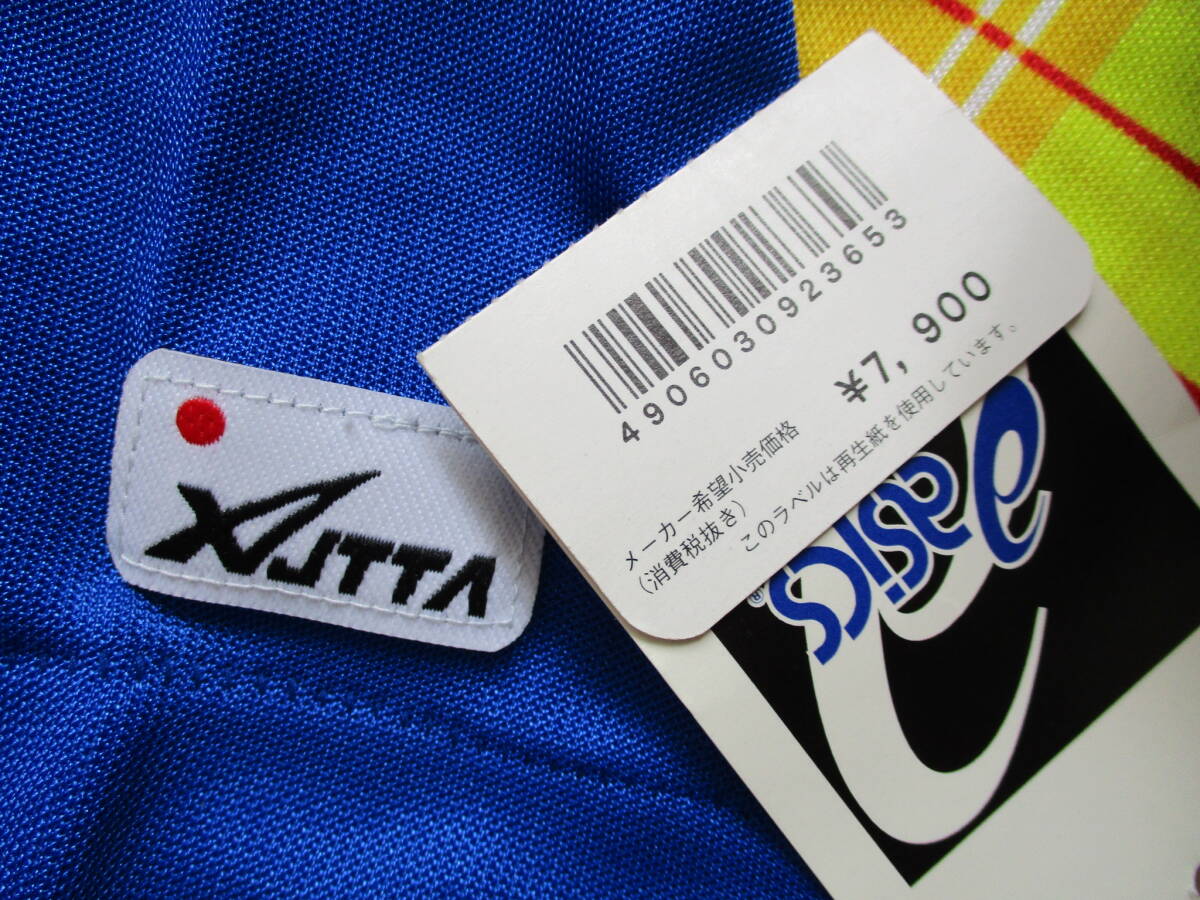 4906030923653
¥7,900
メーカー希望小売価格
(消費税抜き)
このラベルは再生紙を使用しています。
JTTA
asics®